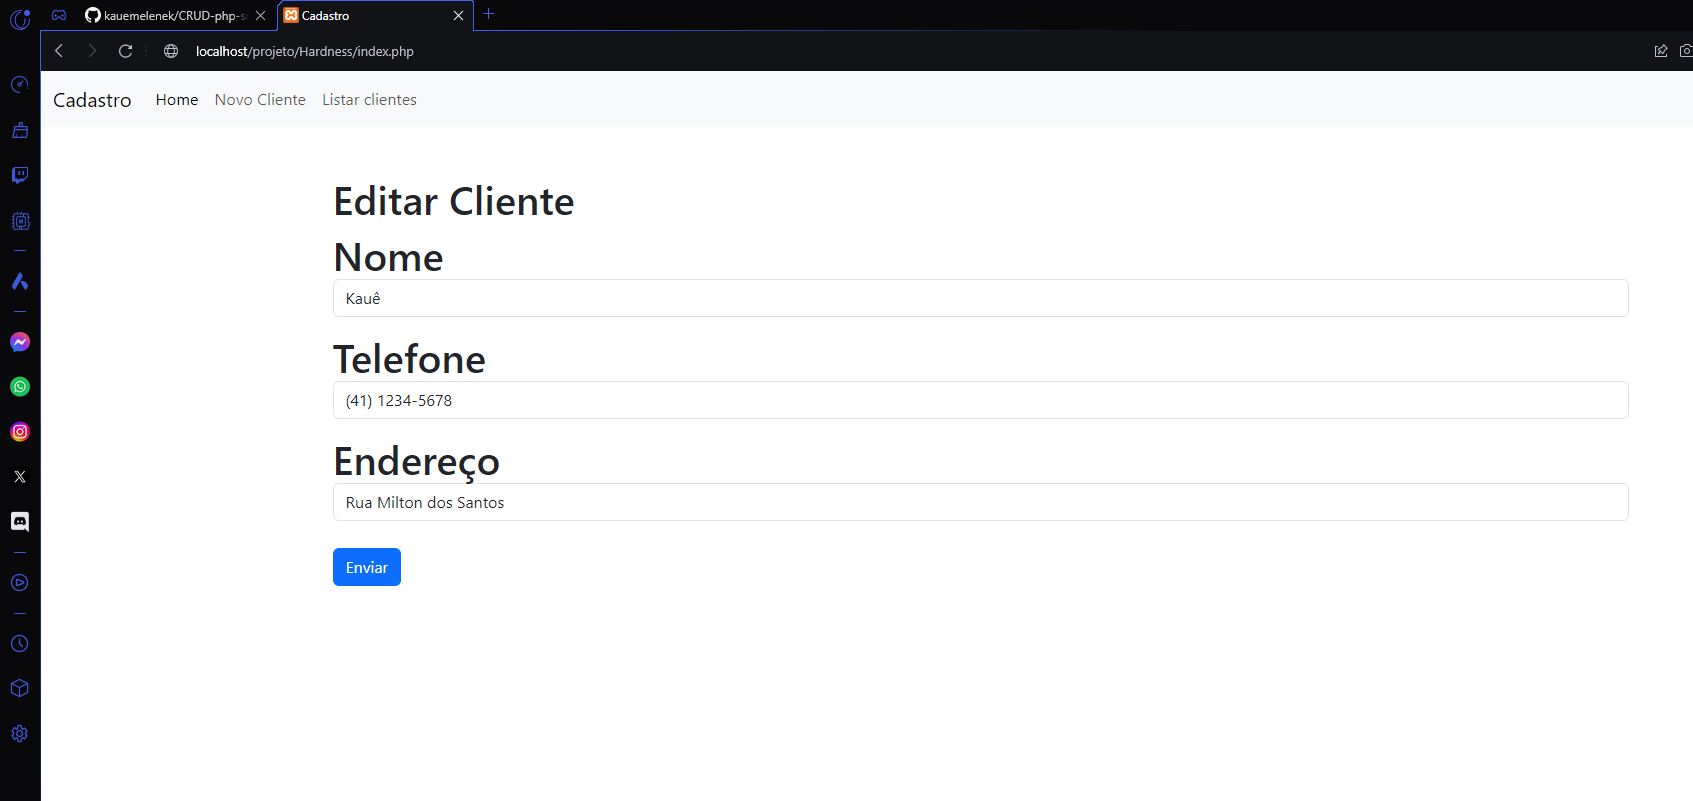 kauemelenek/CRUD-php-s
Cadastro
localhost/projeto/Hardness/index.php
Cadastro Home Novo Cliente Listar clientes
Editar Cliente
Nome
Kauê
Telefone
(41) 1234-5678
Endereço
Rua Milton dos Santos
Enviar